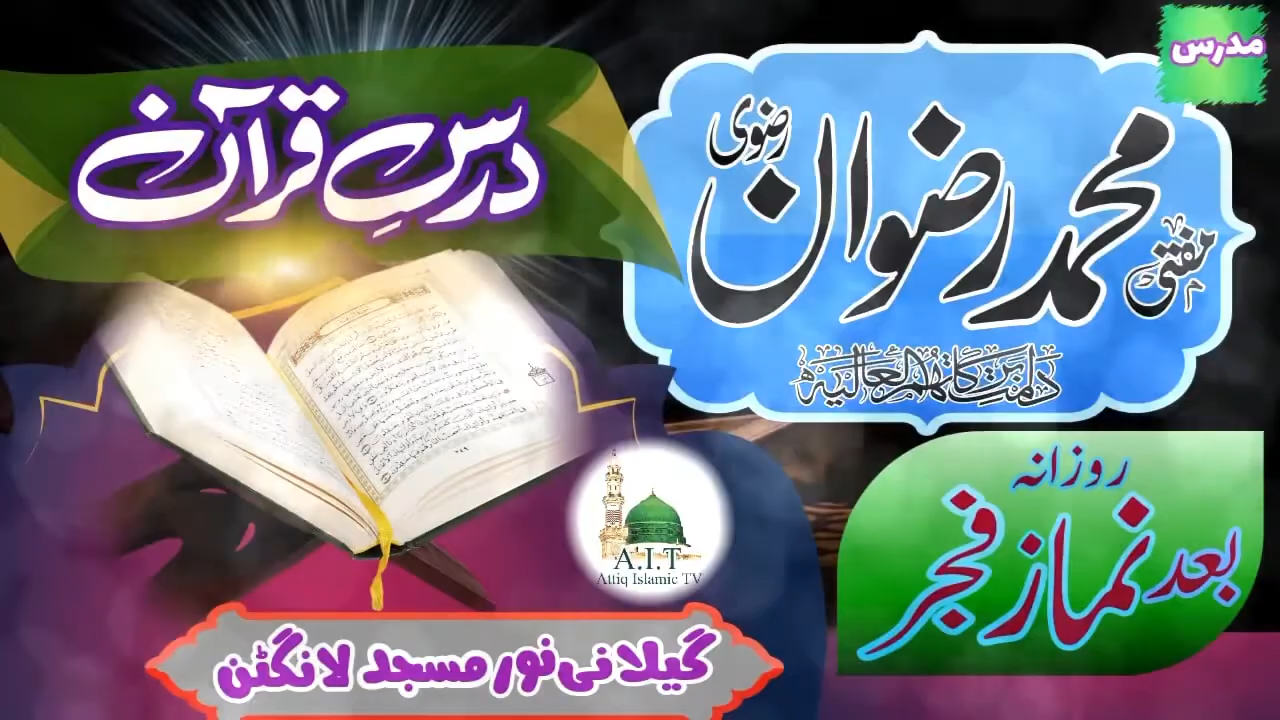 مدرس
درسِ قرآن
مفتی محمد رضوان رضوی
دامت برکاتہم العالیہ
روزانہ
بعد نماز فجر
A.I.T
Attiq Islamic TV
گیلانی نور مسجد لانگٹن